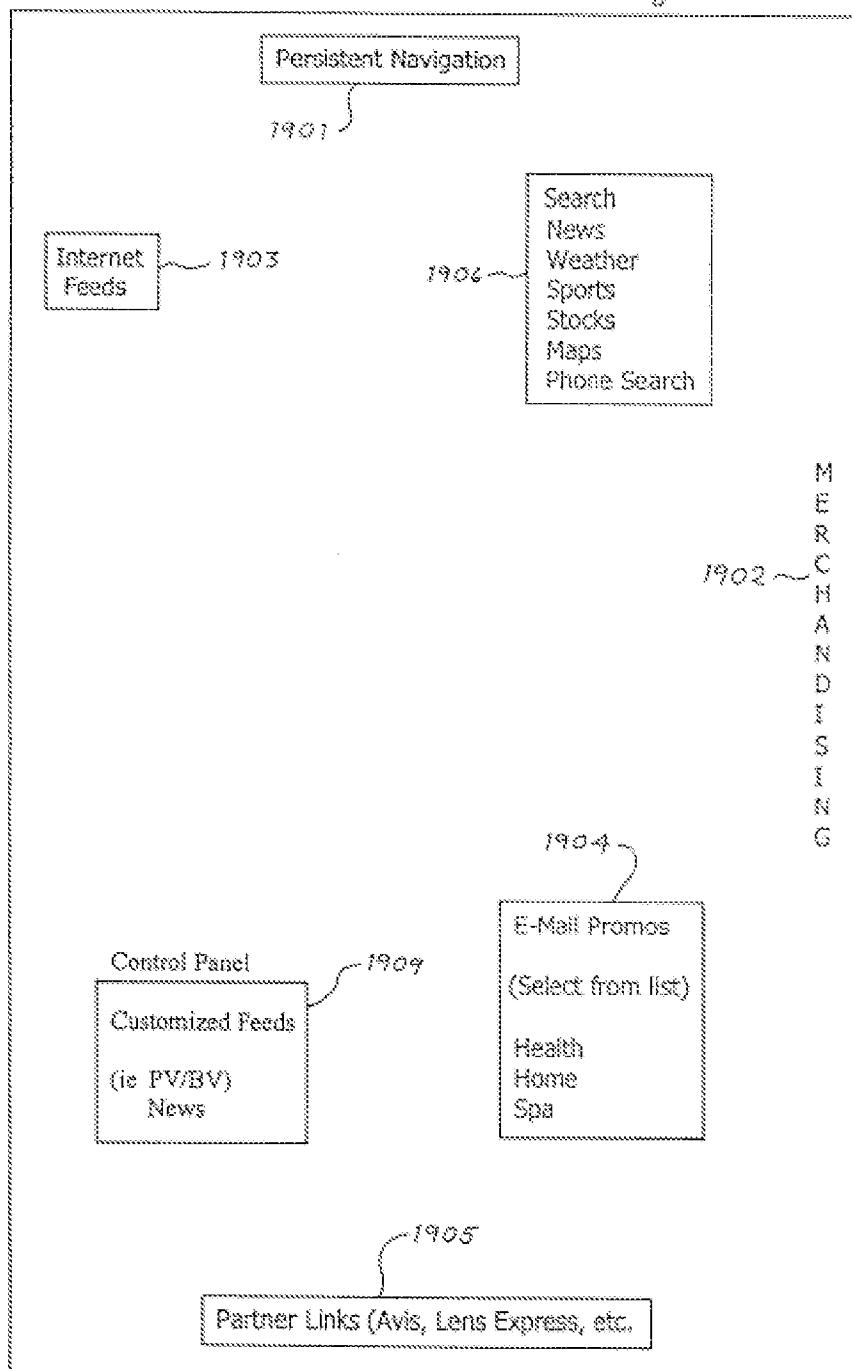 Persistent Navigation
1901
Internet
Feeds
1903
1906
Search
News
Weather
Sports
Stocks
Maps
Phone Search
1902
MERCHANDISING
1904
E-Mail Promos
(Select from list)
Health
Home
Spa
Control Panel
1909
Customized Feeds
(ie PV/BV)
News
1905
Partner Links (Avis, Lens Express, etc.